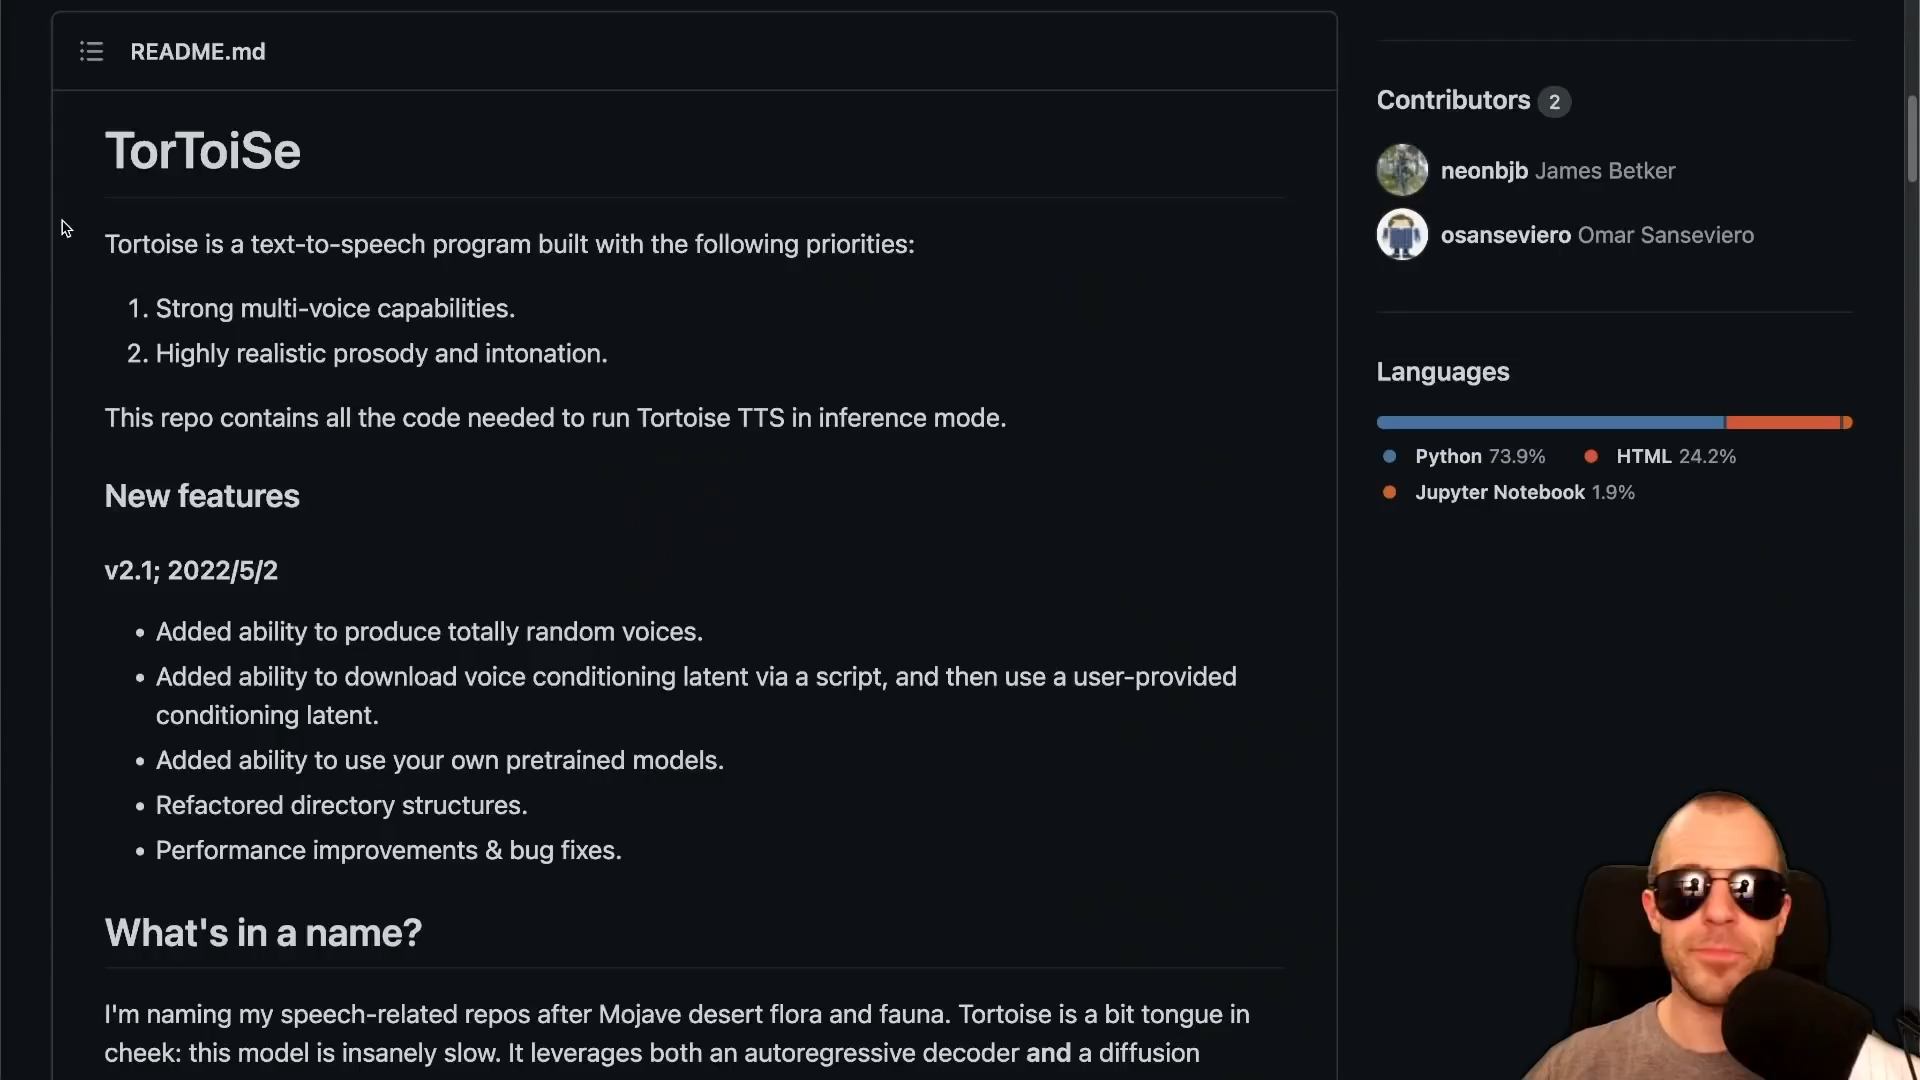 README.md
TorToiSe
Tortoise is a text-to-speech program built with the following priorities:
1. Strong multi-voice capabilities.
2. Highly realistic prosody and intonation.
This repo contains all the code needed to run Tortoise TTS in inference mode.
New features
v2.1; 2022/5/2
• Added ability to produce totally random voices.
• Added ability to download voice conditioning latent via a script, and then use a user-provided
conditioning latent.
• Added ability to use your own pretrained models.
• Refactored directory structures.
• Performance improvements & bug fixes.
What's in a name?
I'm naming my speech-related repos after Mojave desert flora and fauna. Tortoise is a bit tongue in
cheek: this model is insanely slow. It leverages both an autoregressive decoder and a diffusion
Contributors 2
neonbjb James Betker
osanseviero Omar Sanseviero
Languages
Python 73.9% HTML 24.2%
Jupyter Notebook 1.9%